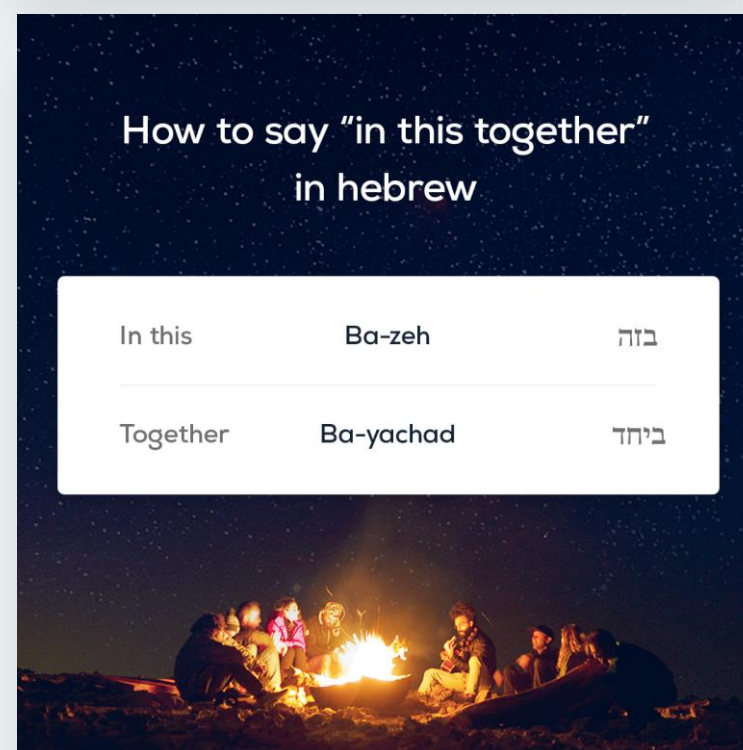 How to say “in this together”
in hebrew
In this Ba-zeh בזה
Together Ba-yachad ביחד